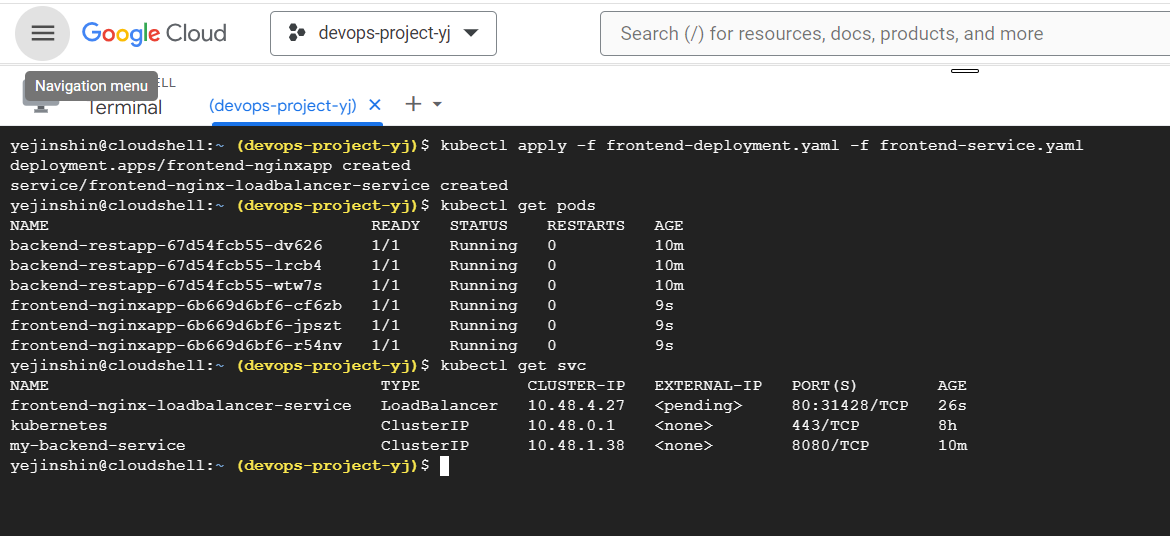 Google Cloud
devops-project-yj
Search (/) for resources, docs, products, and more
Navigation menu
ELL
Terminal
(devops-project-yj)
yejinshin@cloudshell:~ (devops-project-yj)$ kubectl apply -f frontend-deployment.yaml -f frontend-service.yaml
deployment.apps/frontend-nginxapp created
service/frontend-nginx-loadbalancer-service created
yejinshin@cloudshell:~ (devops-project-yj)$ kubectl get pods
NAME READY STATUS RESTARTS AGE
backend-restapp-67d54fcb55-dv626 1/1 Running 0 10m
backend-restapp-67d54fcb55-lrcb4 1/1 Running 0 10m
backend-restapp-67d54fcb55-wtw7s 1/1 Running 0 10m
frontend-nginxapp-6b669d6bf6-cf6zb 1/1 Running 0 9s
frontend-nginxapp-6b669d6bf6-jpszt 1/1 Running 0 9s
frontend-nginxapp-6b669d6bf6-r54nv 1/1 Running 0 9s
yejinshin@cloudshell:~ (devops-project-yj)$ kubectl get svc
NAME TYPE CLUSTER-IP EXTERNAL-IP PORT(S) AGE
frontend-nginx-loadbalancer-service LoadBalancer 10.48.4.27 <pending> 80:31428/TCP 26s
kubernetes ClusterIP 10.48.0.1 <none> 443/TCP 8h
my-backend-service ClusterIP 10.48.1.38 <none> 8080/TCP 10m
yejinshin@cloudshell:~ (devops-project-yj)$